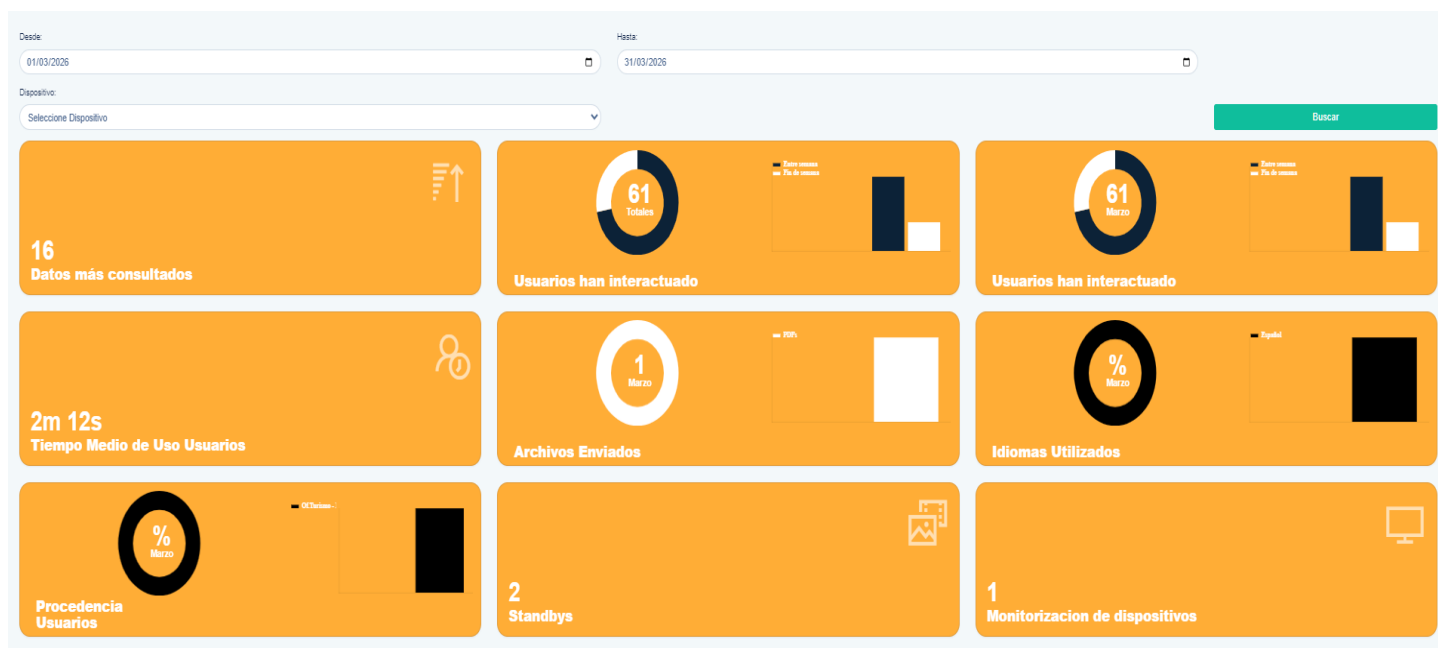 Desde:
Hasta:
01/03/2026
31/03/2026
Dispositivo:
Seleccione Dispositivo
Buscar
16
Datos más consultados
61
Totales
Entre semana
Fin de semana
Usuarios han interactuado
61
Marzo
Entre semana
Fin de semana
Usuarios han interactuado
2m 12s
Tiempo Medio de Uso Usuarios
1
Marzo
PDFs
Archivos Enviados
%
Marzo
Español
Idiomas Utilizados
%
Marzo
Procedencia
Usuarios
2
Standbys
1
Monitorizacion de dispositivos